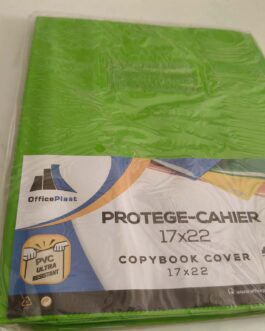 OfficePlast
PROTEGE-CAHIER
17x22
COPYBOOK COVER
17x22
PVC
ULTRA
RESISTANT